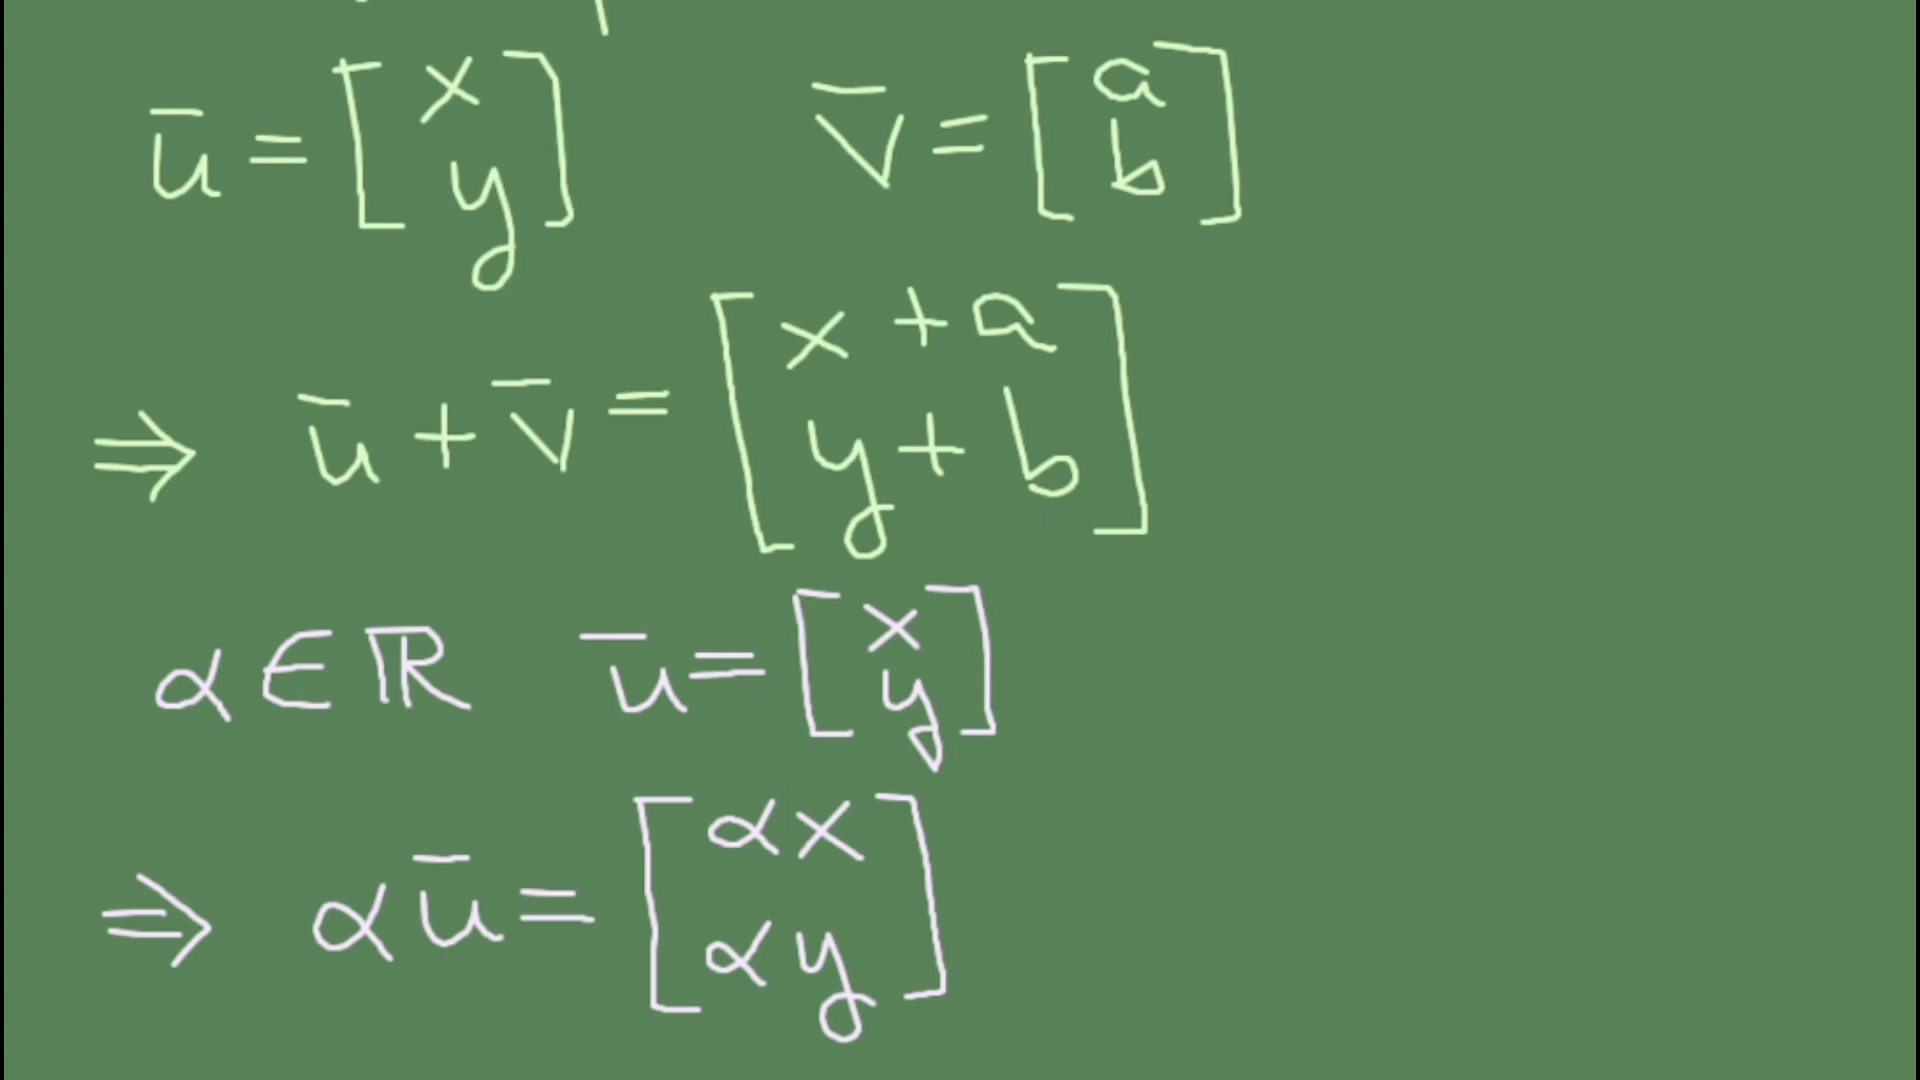 ū = [x y]  v̄ = [a b]
⇒ ū + v̄ = [x + a y + b]
α ∈ ℝ  ū = [x y]
⇒ αū = [αx αy]